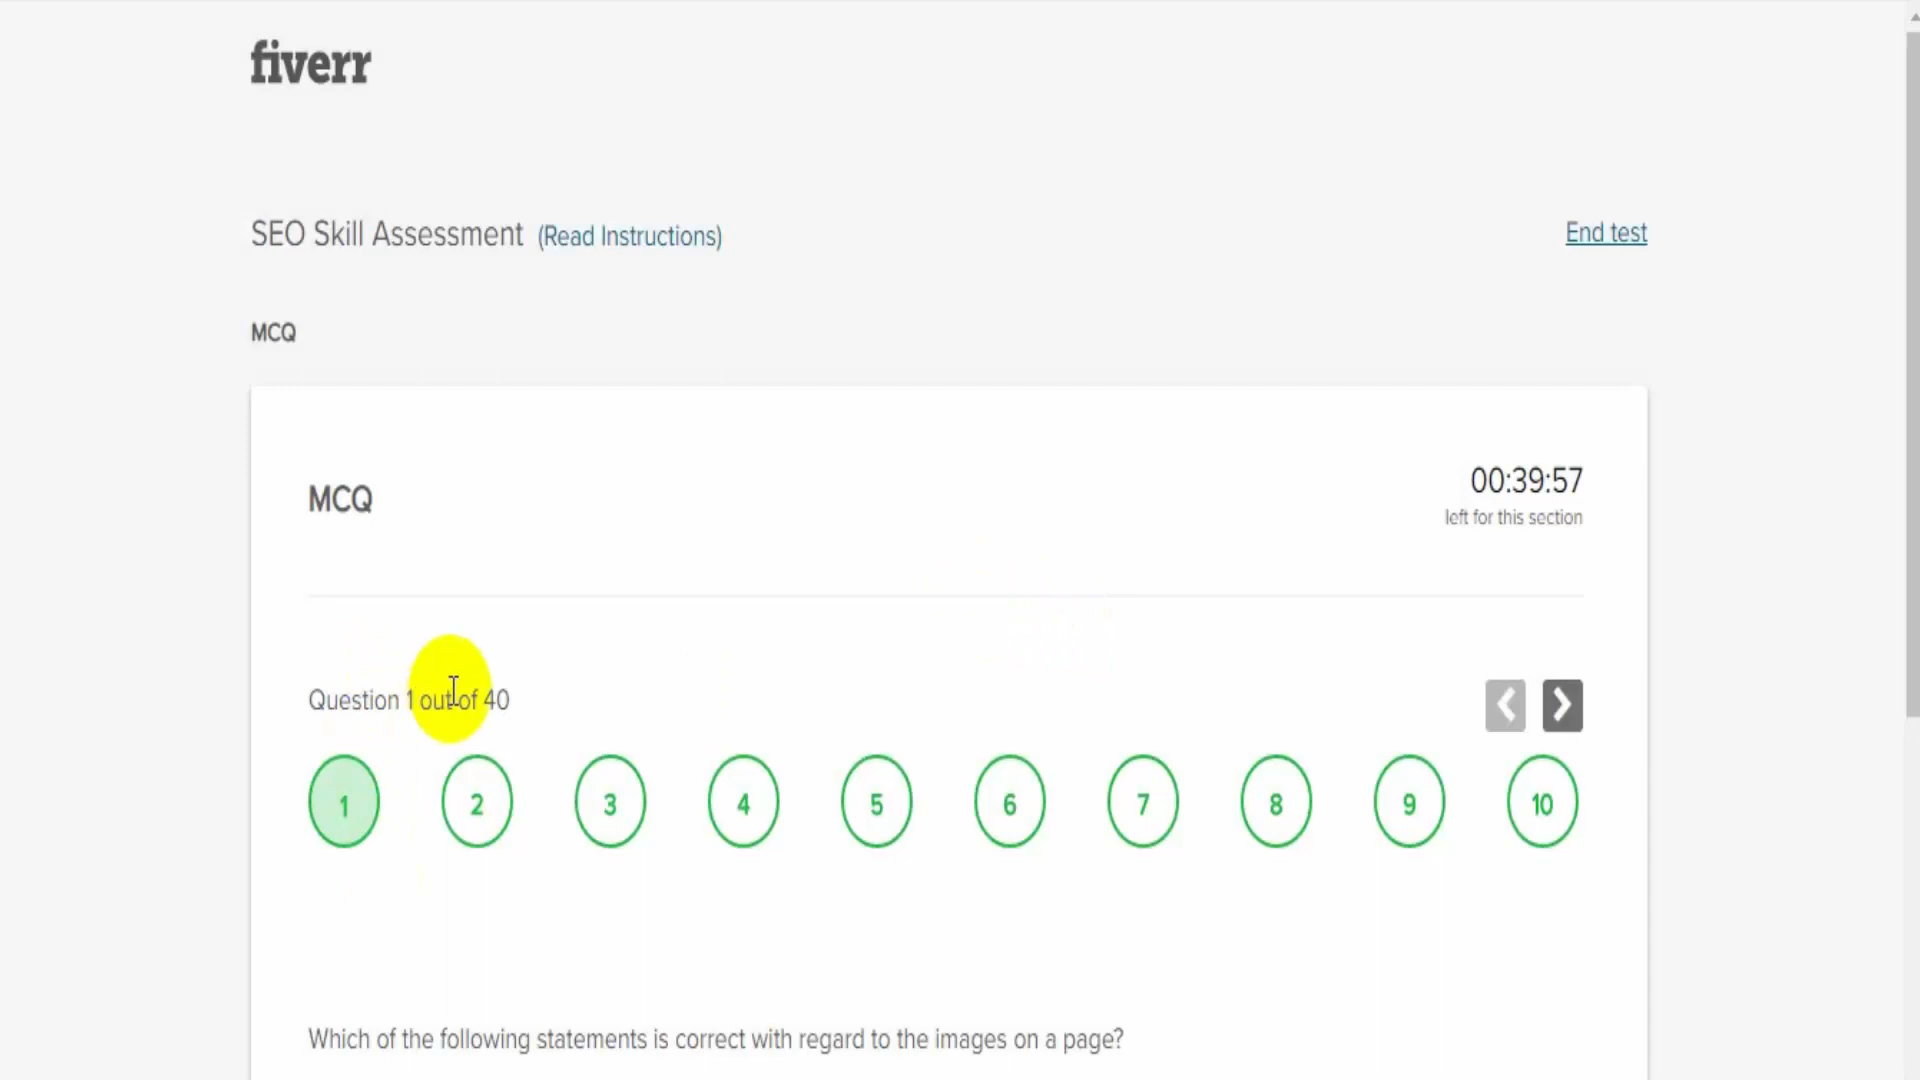 fiverr
SEO Skill Assessment (Read Instructions)
End test
MCQ
MCQ
00:39:57
left for this section
Question 1 out of 40
1 2 3 4 5 6 7 8 9 10
Which of the following statements is correct with regard to the images on a page?